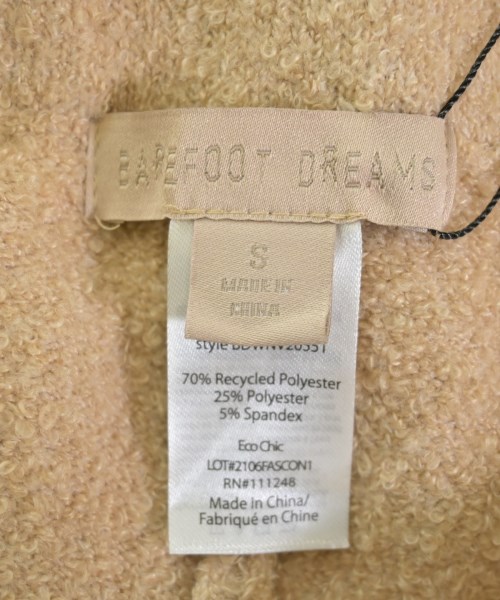 BAREFOOT DREAMS
S
MADE IN
CHINA
70% Recycled Polyester
25% Polyester
5% Spandex
Eco Chic
LOT#2106FASCON1
RN#111248
Made in China/
Fabriqué en Chine